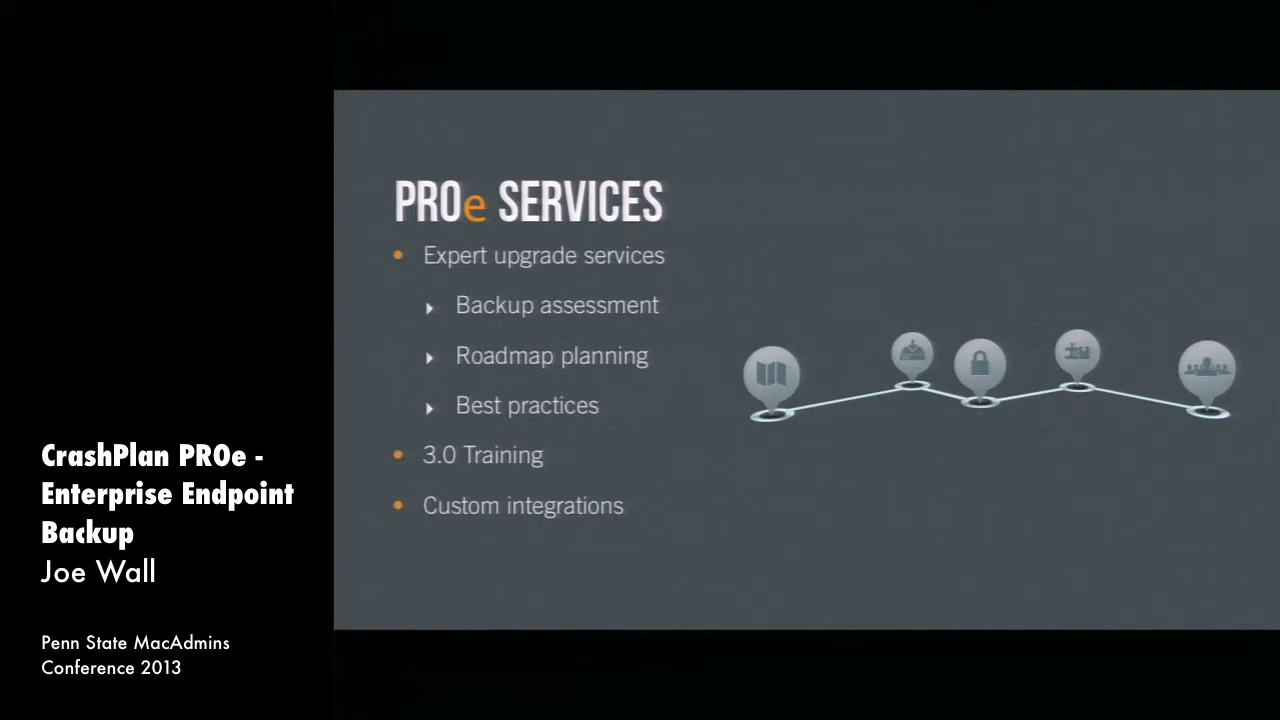 PROe SERVICES
Expert upgrade services
Backup assessment
Roadmap planning
Best practices
3.0 Training
Custom integrations
CrashPlan PROe -
Enterprise Endpoint
Backup
Joe Wall
Penn State MacAdmins
Conference 2013